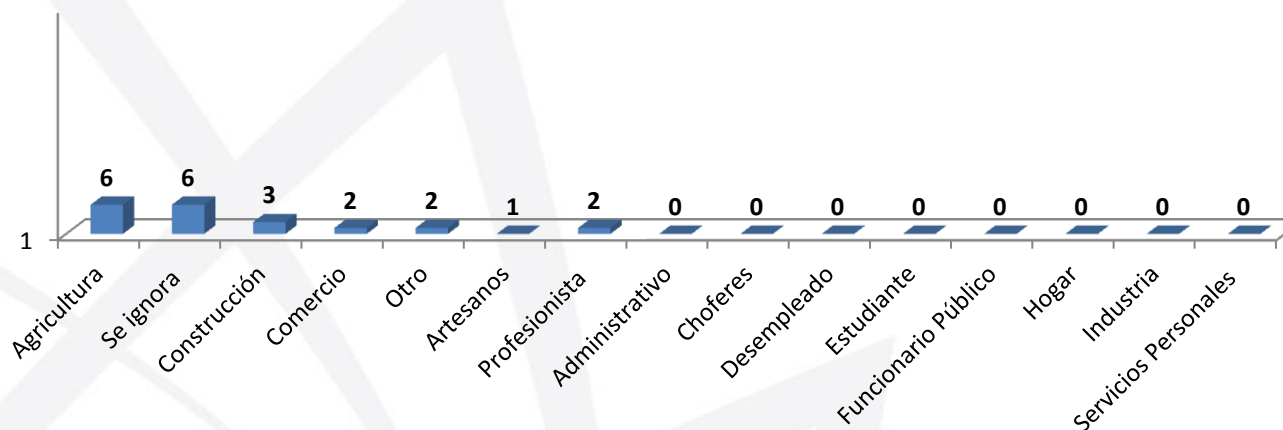 6 6 3 2 2 1 2 0 0 0 0 0 0 0 0
1
Agricultura
Se ignora
Construcción
Comercio
Otro
Artesanos
Profesionista
Administrativo
Choferes
Desempleado
Estudiante
Funcionario Público
Hogar
Industria
Servicios Personales